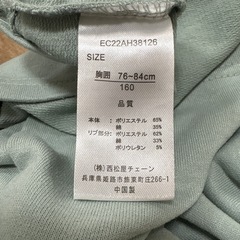 EC22AH38126
SIZE
胸囲 76~84cm
160
品質
本体 : ポリエステル 65%
綿 35%
リブ部分 : ポリエステル 62%
綿 33%
ポリウレタン 5%
(株)西松屋チェーン
兵庫県姫路市飾東町庄266-1
中国製